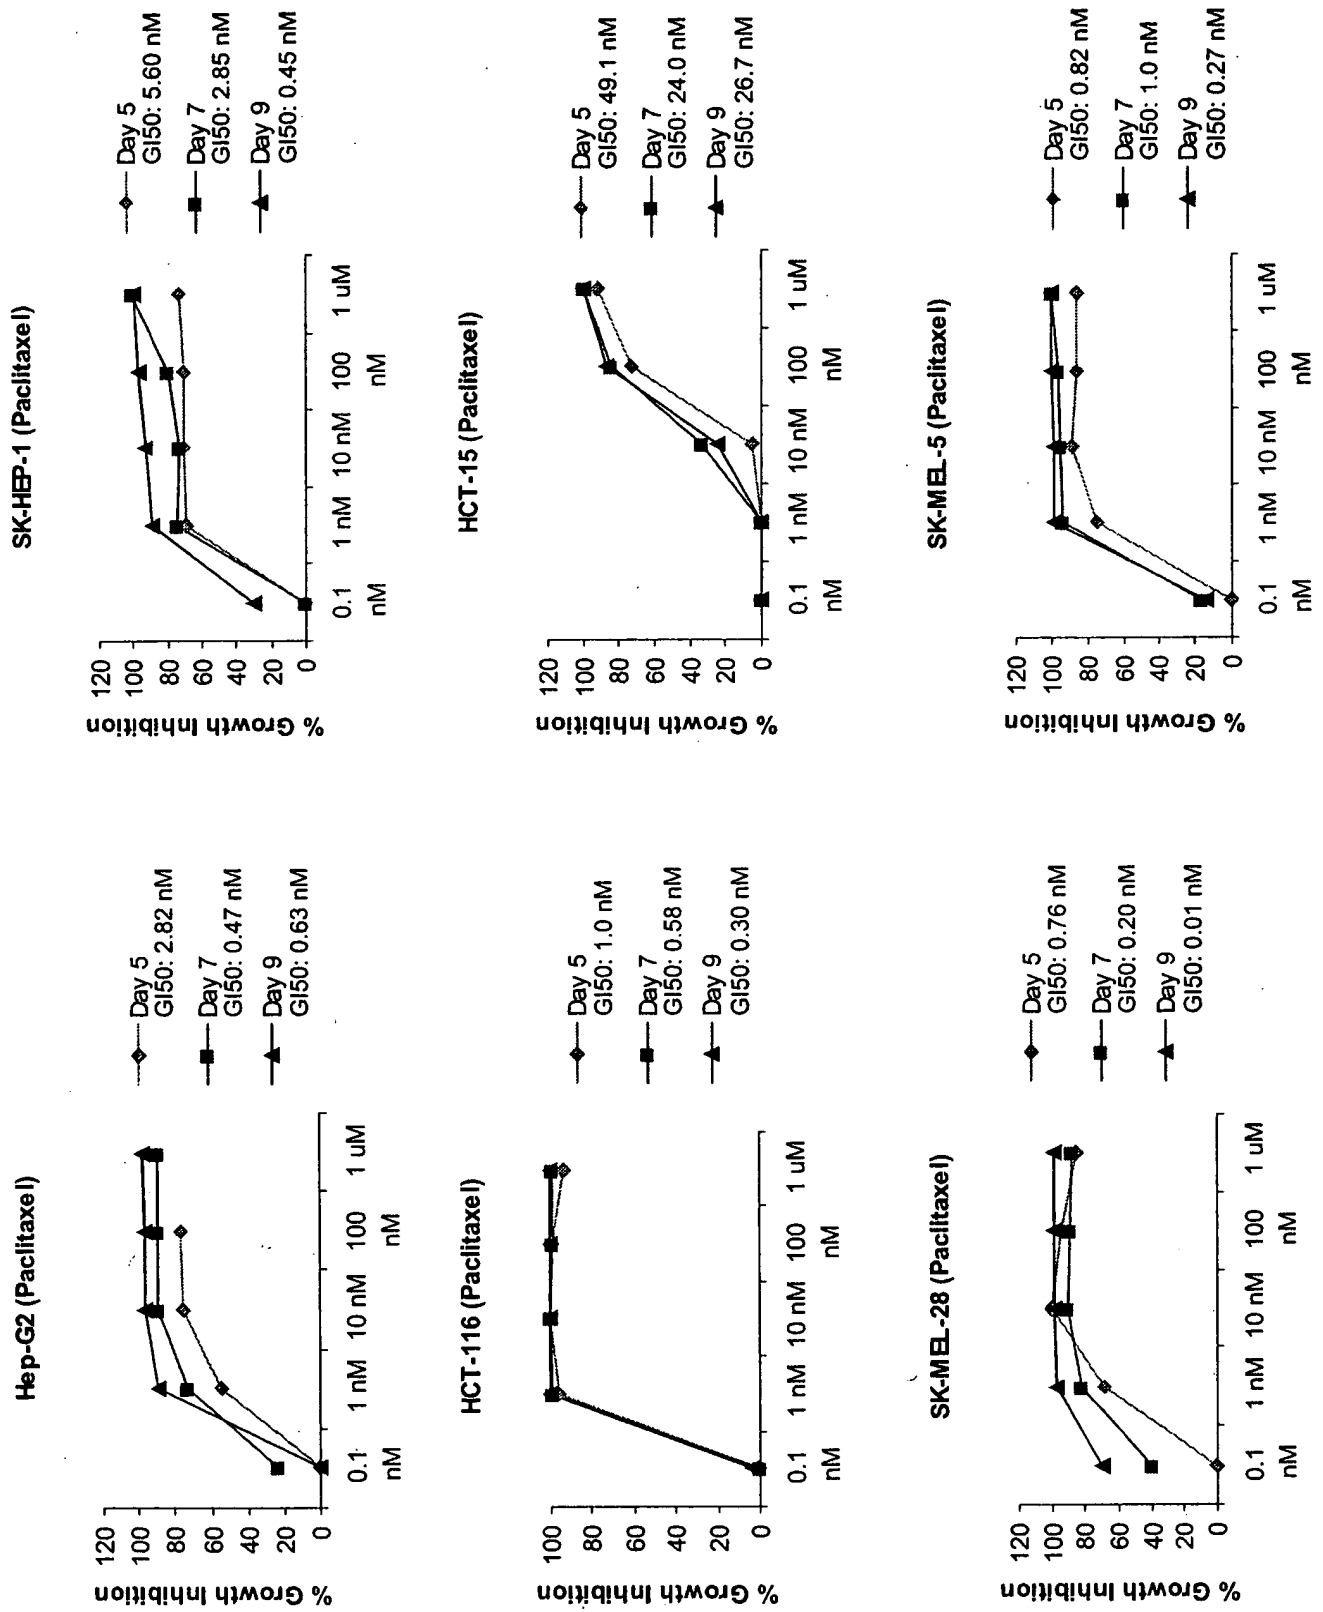 Hep-G2 (Paclitaxel)
% Growth Inhibition
120
100
80
60
40
20
0
0.1 nM
1 nM
10 nM
100 nM
1 uM
Day 5
GI50: 2.82 nM
Day 7
GI50: 0.47 nM
Day 9
GI50: 0.63 nM
SK-HEP-1 (Paclitaxel)
% Growth Inhibition
120
100
80
60
40
20
0
0.1 nM
1 nM
10 nM
100 nM
1 uM
Day 5
GI50: 5.60 nM
Day 7
GI50: 2.85 nM
Day 9
GI50: 0.45 nM
HCT-116 (Paclitaxel)
% Growth Inhibition
100
80
60
40
20
0
0.1 nM
1 nM
10 nM
100 nM
1 uM
Day 5
GI50: 1.0 nM
Day 7
GI50: 0.58 nM
Day 9
GI50: 0.30 nM
HCT-15 (Paclitaxel)
% Growth Inhibition
120
100
80
60
40
20
0
0.1 nM
1 nM
10 nM
100 nM
1 uM
Day 5
GI50: 49.1 nM
Day 7
GI50: 24.0 nM
Day 9
GI50: 26.7 nM
SK-MEL-28 (Paclitaxel)
% Growth Inhibition
120
100
80
60
40
20
0
0.1 nM
1 nM
10 nM
100 nM
1 uM
Day 5
GI50: 0.76 nM
Day 7
GI50: 0.20 nM
Day 9
GI50: 0.01 nM
SK-MEL-5 (Paclitaxel)
% Growth Inhibition
120
100
80
60
40
20
0
0.1 nM
1 nM
10 nM
100 nM
1 uM
Day 5
GI50: 0.82 nM
Day 7
GI50: 1.0 nM
Day 9
GI50: 0.27 nM